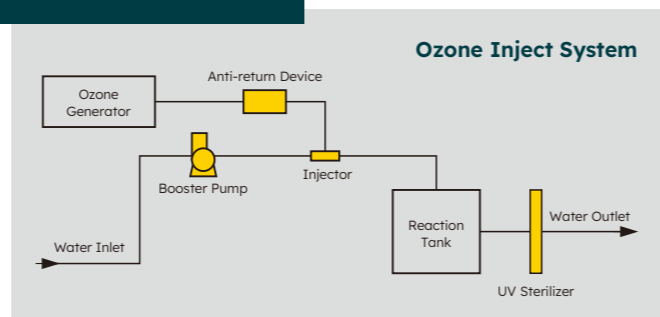 Ozone Inject System
Anti-return Device
Ozone
Generator
Booster Pump
Injector
Water Inlet
Reaction
Tank
Water Outlet
UV Sterilizer